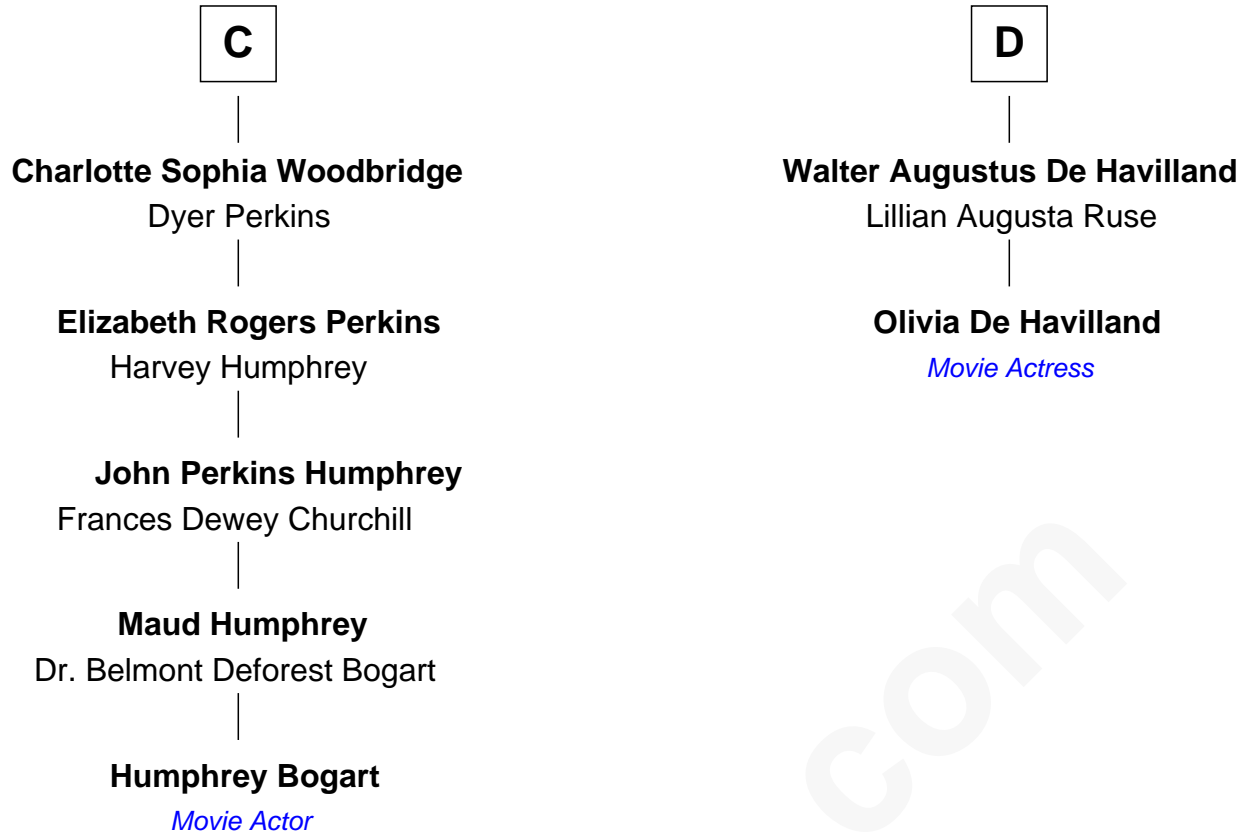 C
Charlotte Sophia Woodbridge
Dyer Perkins
Elizabeth Rogers Perkins
Harvey Humphrey
John Perkins Humphrey
Frances Dewey Churchill
Maud Humphrey
Dr. Belmont Deforest Bogart
Humphrey Bogart
Movie Actor
D
Walter Augustus De Havilland
Lillian Augusta Ruse
Olivia De Havilland
Movie Actress
com